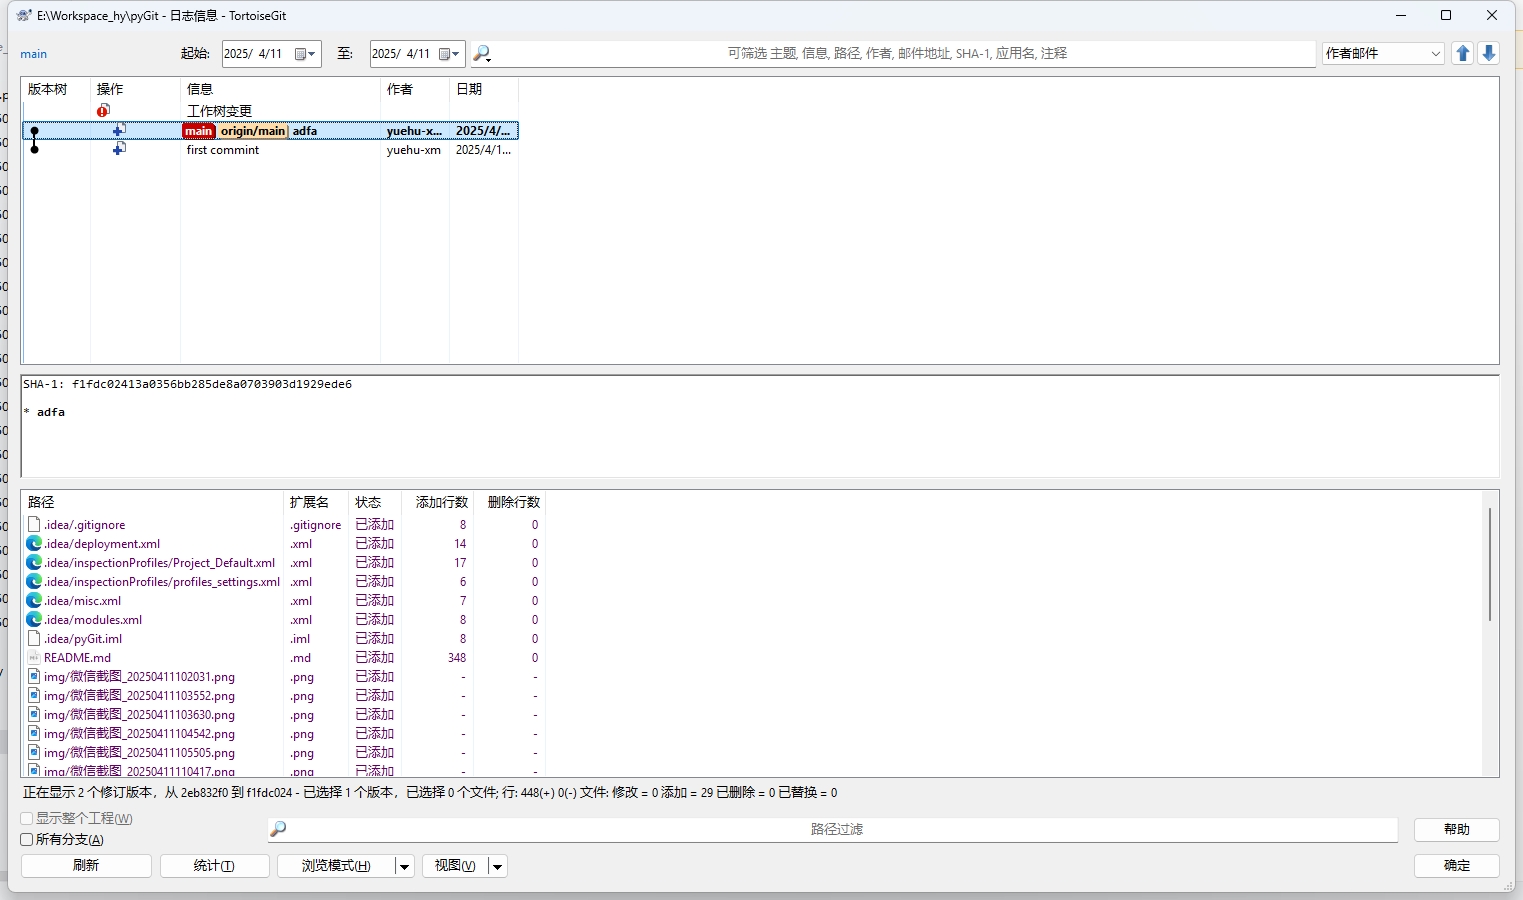 E:\Workspace_hy\pyGit - 日志信息 - TortoiseGit
main 起始: 2025/ 4/11 至: 2025/ 4/11 可筛选 主题, 信息, 路径, 作者, 邮件地址, SHA-1, 应用名, 注释 作者邮件
版本树 操作 信息 作者 日期
工作树变更
main origin/main adfa yuehu-x... 2025/4/...
first commint yuehu-xm 2025/4/1...
SHA-1: f1fdc02413a0356bb285de8a0703903d1929ede6
* adfa
路径 扩展名 状态 添加行数 删除行数
.idea/.gitignore .gitignore 已添加 8 0
.idea/deployment.xml .xml 已添加 14 0
.idea/inspectionProfiles/Project_Default.xml .xml 已添加 17 0
.idea/inspectionProfiles/profiles_settings.xml .xml 已添加 6 0
.idea/misc.xml .xml 已添加 7 0
.idea/modules.xml .xml 已添加 8 0
.idea/pyGit.iml .iml 已添加 8 0
README.md .md 已添加 348 0
img/微信截图_20250411102031.png .png 已添加 - -
img/微信截图_20250411103552.png .png 已添加 - -
img/微信截图_20250411103630.png .png 已添加 - -
img/微信截图_20250411104542.png .png 已添加 - -
img/微信截图_20250411105505.png .png 已添加 - -
img/微信截图_20250411110417.png .png 已添加 - -
正在显示 2 个修订版本，从 2eb832f0 到 f1fdc024 - 已选择 1 个版本，已选择 0 个文件; 行: 448(+) 0(-) 文件: 修改 = 0 添加 = 29 已删除 = 0 已替换 = 0
显示整个工程(W)
所有分支(A) 路径过滤 帮助
刷新 统计(T) 浏览模式(H) 视图(V) 确定